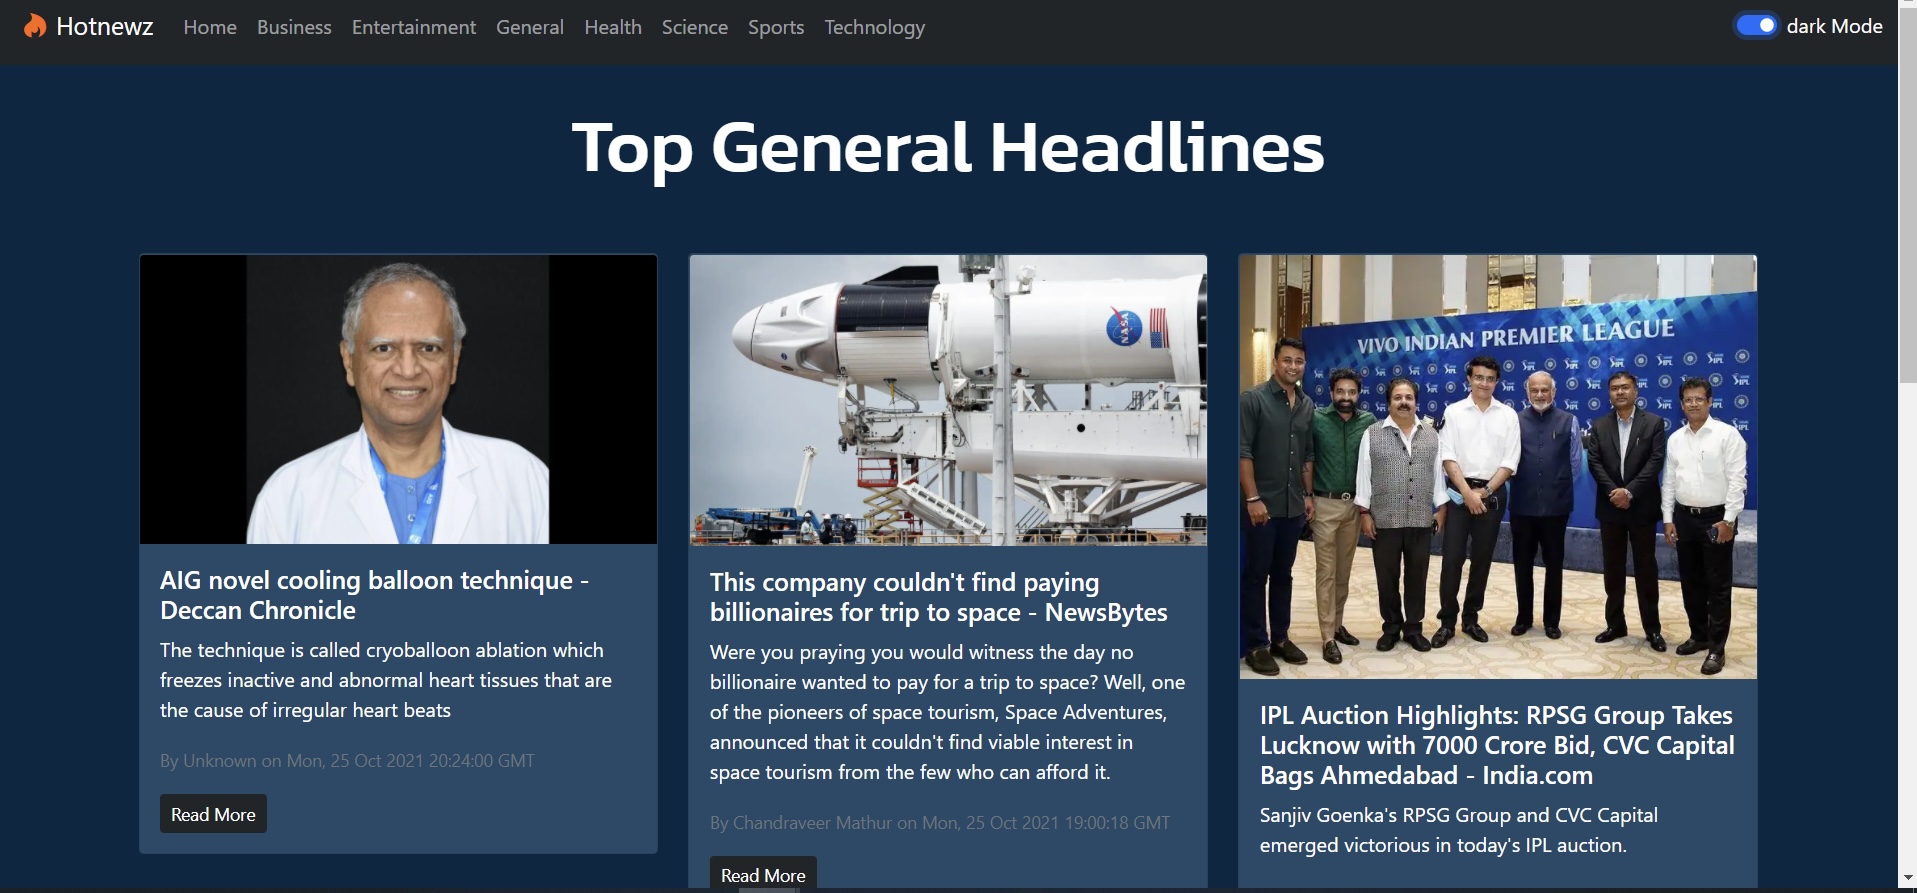 Hotnewz Home Business Entertainment General Health Science Sports Technology dark Mode
Top General Headlines
AIG novel cooling balloon technique -
Deccan Chronicle
The technique is called cryoballoon ablation which
freezes inactive and abnormal heart tissues that are
the cause of irregular heart beats
By Unknown on Mon, 25 Oct 2021 20:24:00 GMT
Read More
NASA
This company couldn't find paying
billionaires for trip to space - NewsBytes
Were you praying you would witness the day no
billionaire wanted to pay for a trip to space? Well, one
of the pioneers of space tourism, Space Adventures,
announced that it couldn't find viable interest in
space tourism from the few who can afford it.
By Chandraveer Mathur on Mon, 25 Oct 2021 19:00:18 GMT
Read More
VIVO INDIAN PREMIER LEAGUE
IPL Auction Highlights: RPSG Group Takes
Lucknow with 7000 Crore Bid, CVC Capital
Bags Ahmedabad - India.com
Sanjiv Goenka's RPSG Group and CVC Capital
emerged victorious in today's IPL auction.